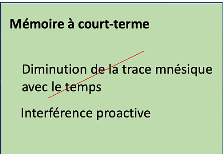 Mémoire à court-terme
Diminution de la trace mnésique
avec le temps
Interférence proactive